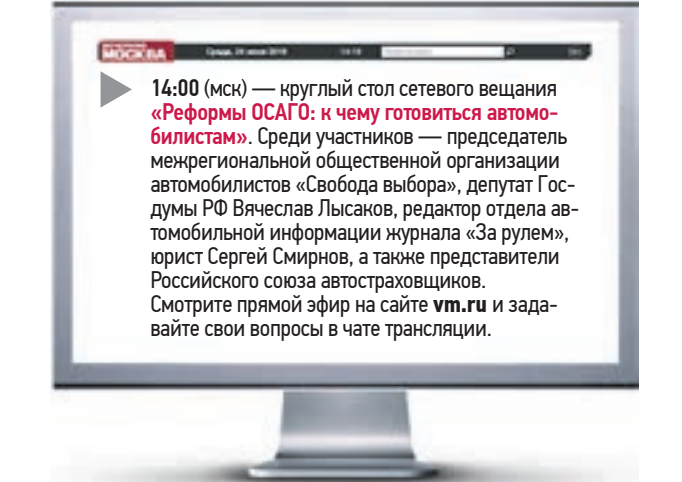 МОСКВА
14:00 (мск) — круглый стол сетевого вещания
«Реформы ОСАГО: к чему готовиться автомо-
билистам». Среди участников — председатель
межрегиональной общественной организации
автомобилистов «Свобода выбора», депутат Гос-
думы РФ Вячеслав Лысаков, редактор отдела ав-
томобильной информации журнала «За рулем»,
юрист Сергей Смирнов, а также представители
Российского союза автостраховщиков.
Смотрите прямой эфир на сайте vm.ru и зада-
вайте свои вопросы в чате трансляции.